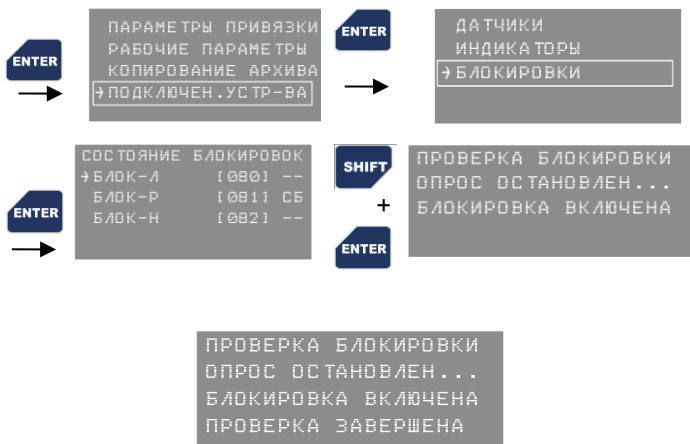 ENTER
ПАРАМЕТРЫ ПРИВЯЗКИ
РАБОЧИЕ ПАРАМЕТРЫ
КОПИРОВАНИЕ АРХИВА
→ПОДКЛЮЧЕН.УСТР-ВА
ENTER
ДАТЧИКИ
ИНДИКАТОРЫ
→БЛОКИРОВКИ
ENTER
СОСТОЯНИЕ БЛОКИРОВОК
→БЛОК-Л [080] --
БЛОК-Р [081] СБ
БЛОК-Н [082] --
SHIFT
+
ENTER
ПРОВЕРКА БЛОКИРОВКИ
ОПРОС ОСТАНОВЛЕН...
БЛОКИРОВКА ВКЛЮЧЕНА
ПРОВЕРКА БЛОКИРОВКИ
ОПРОС ОСТАНОВЛЕН...
БЛОКИРОВКА ВКЛЮЧЕНА
ПРОВЕРКА ЗАВЕРШЕНА